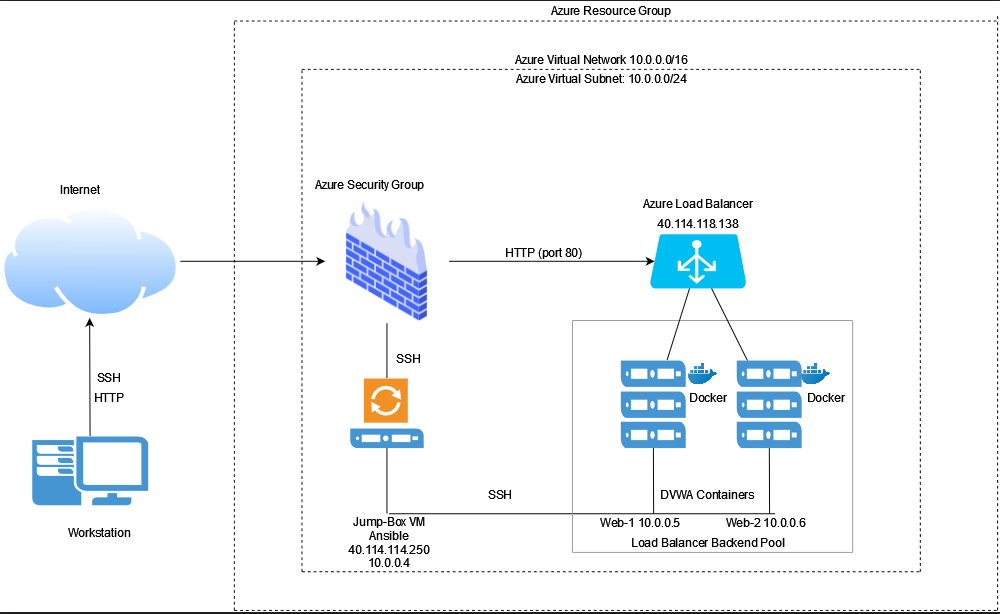 Azure Resource Group
Azure Virtual Network 10.0.0.0/16
Azure Virtual Subnet: 10.0.0.0/24
Internet
Azure Security Group
Azure Load Balancer
40.114.118.138
HTTP (port 80)
SSH
HTTP
SSH
Docker
Docker
Workstation
SSH
DVWA Containers
Jump-Box VM
Ansible
40.114.114.250
10.0.0.4
Web-1 10.0.0.5
Web-2 10.0.0.6
Load Balancer Backend Pool